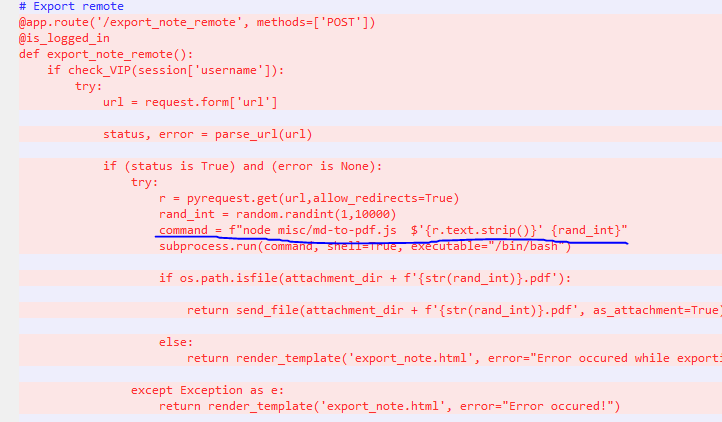 # Export remote
@app.route('/export_note_remote', methods=['POST'])
@is_logged_in
def export_note_remote():
    if check_VIP(session['username']):
        try:
            url = request.form['url']

            status, error = parse_url(url)

            if (status is True) and (error is None):
                try:
                    r = pyrequest.get(url,allow_redirects=True)
                    rand_int = random.randint(1,10000)
                    command = f"node misc/md-to-pdf.js  $'{r.text.strip()}' {rand_int}"
                    subprocess.run(command, shell=True, executable="/bin/bash")

                    if os.path.isfile(attachment_dir + f'{str(rand_int)}.pdf'):

                        return send_file(attachment_dir + f'{str(rand_int)}.pdf', as_attachment=True)

                    else:
                        return render_template('export_note.html', error="Error occured while exporti

                except Exception as e:
                    return render_template('export_note.html', error="Error occured!")